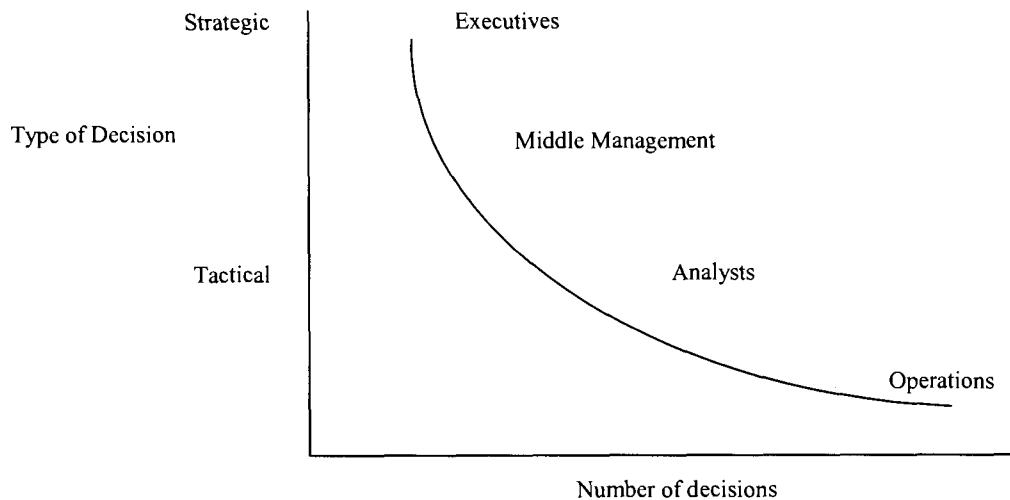 Strategic
Executives
Type of Decision
Middle Management
Tactical
Analysts
Operations
Number of decisions